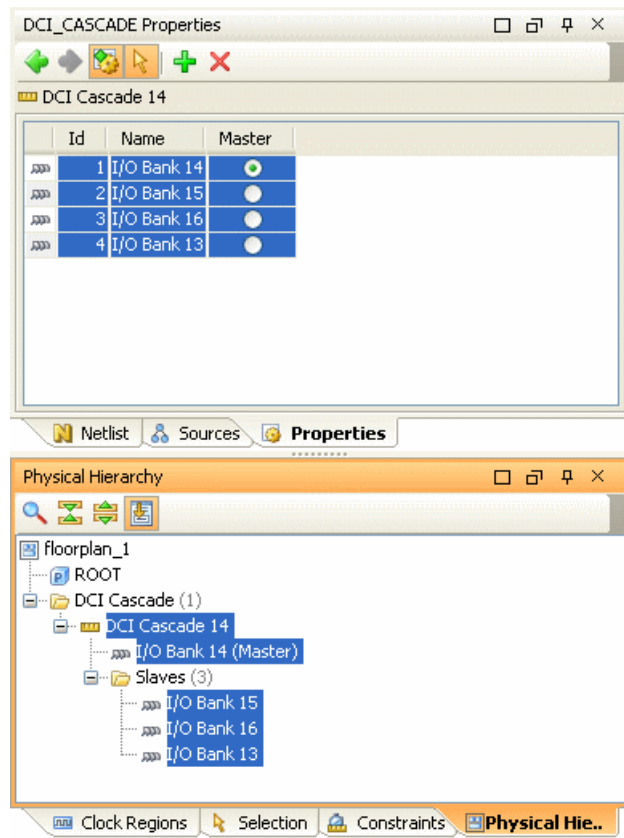 DCI_CASCADE Properties
DCI Cascade 14
Id Name Master
1 I/O Bank 14
2 I/O Bank 15
3 I/O Bank 16
4 I/O Bank 13
Netlist Sources Properties
Physical Hierarchy
floorplan_1
ROOT
DCI Cascade (1)
DCI Cascade 14
I/O Bank 14 (Master)
Slaves (3)
I/O Bank 15
I/O Bank 16
I/O Bank 13
Clock Regions Selection Constraints Physical Hie..